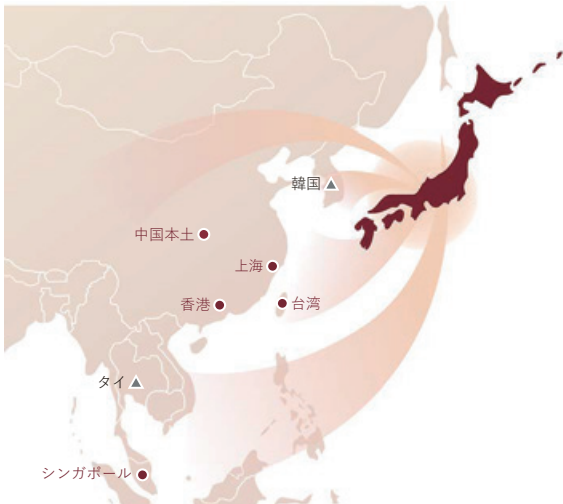 韓国
中国本土
上海
香港
台湾
タイ
シンガポール